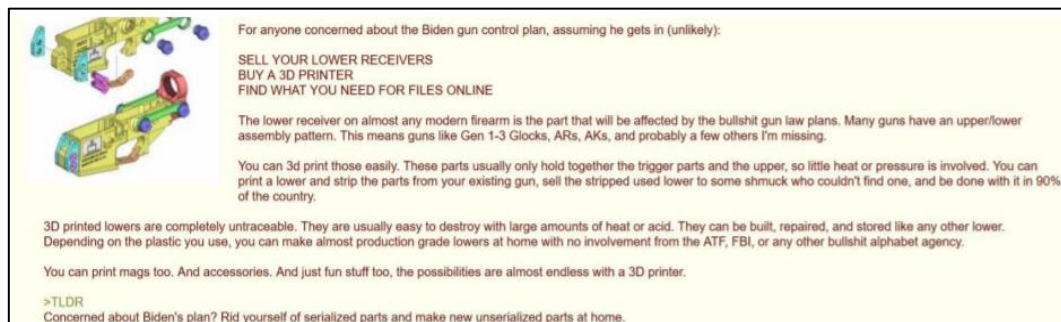 For anyone concerned about the Biden gun control plan, assuming he gets in (unlikely):
SELL YOUR LOWER RECEIVERS
BUY A 3D PRINTER
FIND WHAT YOU NEED FOR FILES ONLINE
The lower receiver on almost any modern firearm is the part that will be affected by the bullshit gun law plans. Many guns have an upper/lower
assembly pattern. This means guns like Gen 1-3 Glocks, ARs, AKs, and probably a few others I'm missing.
You can 3d print those easily. These parts usually only hold together the trigger parts and the upper, so little heat or pressure is involved. You can
print a lower and strip the parts from your existing gun, sell the stripped used lower to some shmuck who couldn't find one, and be done with it in 90%
of the country.
3D printed lowers are completely untraceable. They are usually easy to destroy with large amounts of heat or acid. They can be built, repaired, and stored like any other lower.
Depending on the plastic you use, you can make almost production grade lowers at home with no involvement from the ATF, FBI, or any other bullshit alphabet agency.
You can print mags too. And accessories. And just fun stuff too, the possibilities are almost endless with a 3D printer.
>TLDR
Concerned about Biden's plan? Rid yourself of serialized parts and make new unserialized parts at home.